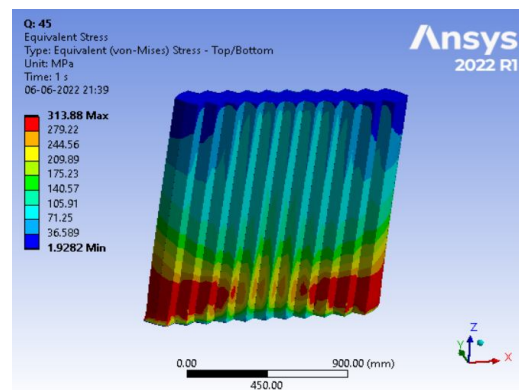 Q: 45
Equivalent Stress
Type: Equivalent (von-Mises) Stress - Top/Bottom
Unit: MPa
Time: 1 s
06-06-2022 21:39
313.88 Max
279.22
244.56
209.89
175.23
140.57
105.91
71.25
36.589
1.9282 Min
Ansys
2022 R1
0.00
900.00 (mm)
450.00
Z
Y
X